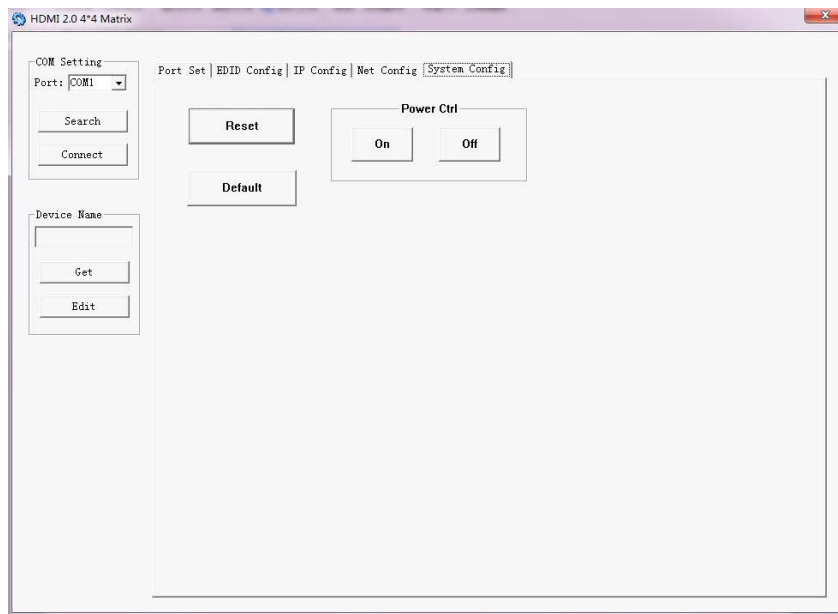 HDMI 2.0 4*4 Matrix
COM Setting
Port: COM1
Search
Connect
Device Name
Get
Edit
Port Set EDID Config IP Config Net Config System Config
Reset
Default
Power Ctrl
On Off